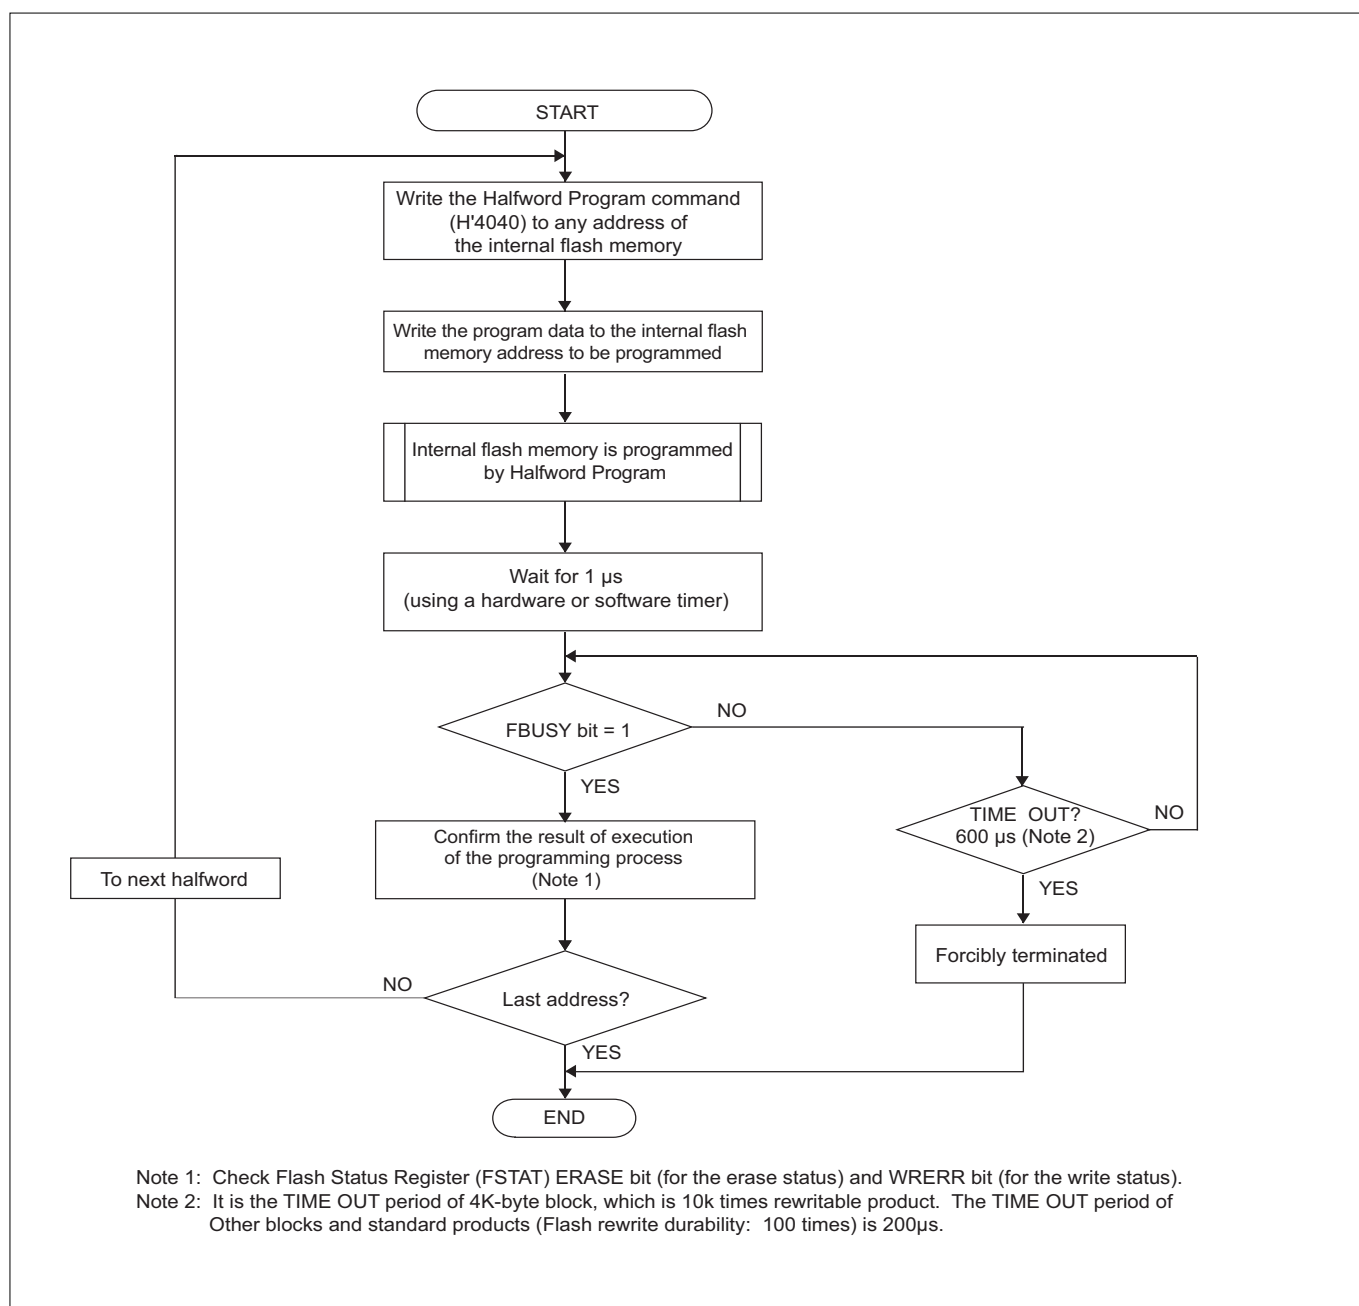 START
Write the Halfword Program command
(H'4040) to any address of
the internal flash memory
Write the program data to the internal flash
memory address to be programmed
Internal flash memory is programmed
by Halfword Program
Wait for 1 µs
(using a hardware or software timer)
FBUSY bit = 1
NO
YES
TIME OUT?
600 µs (Note 2)
NO
YES
Confirm the result of execution
of the programming process
(Note 1)
To next halfword
Forcibly terminated
NO
Last address?
YES
END
Note 1: Check Flash Status Register (FSTAT) ERASE bit (for the erase status) and WRERR bit (for the write status).
Note 2: It is the TIME OUT period of 4K-byte block, which is 10k times rewritable product. The TIME OUT period of
Other blocks and standard products (Flash rewrite durability: 100 times) is 200µs.